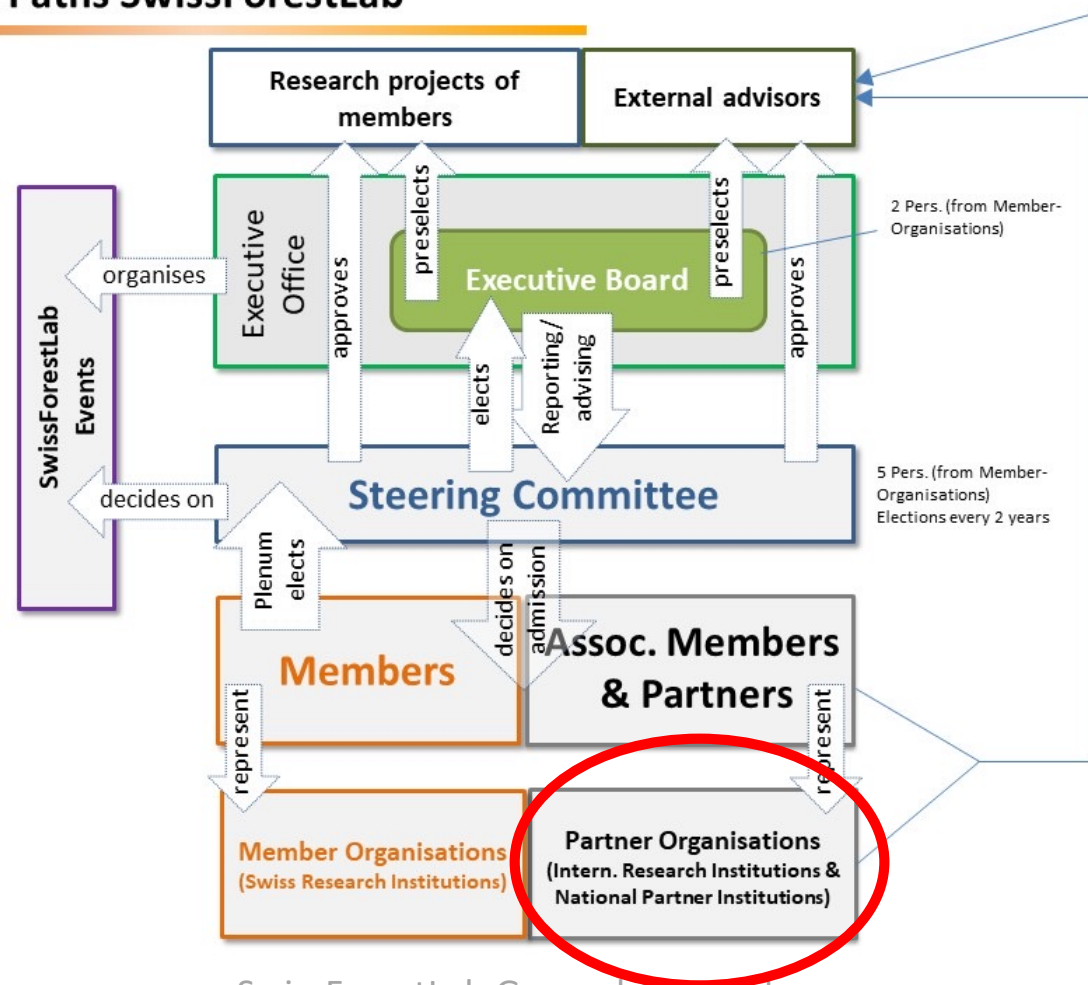 Paths SwissForestLab
Research projects of
members
External advisors
preselects
preselects
2 Pers. (from Member-
Organisations)
Executive
Office
organises
approves
Executive Board
approves
SwissForestLab
Events
elects
Reporting/
advising
decides on
Steering Committee
5 Pers. (from Member-
Organisations)
Elections every 2 years
Plenum
elects
decides on
admission
Members
Assoc. Members
& Partners
represent
represent
Member Organisations
(Swiss Research Institutions)
Partner Organisations
(Intern. Research Institutions &
National Partner Institutions)